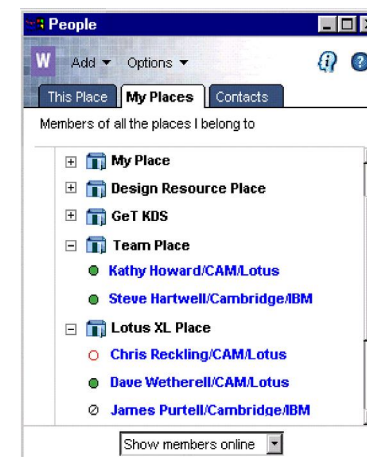 People
W Add Options
This Place My Places Contacts
Members of all the places I belong to
My Place
Design Resource Place
GeT KDS
Team Place
Kathy Howard/CAM/Lotus
Steve Hartwell/Cambridge/IBM
Lotus XL Place
Chris Reckling/CAM/Lotus
Dave Wetherell/CAM/Lotus
James Purtell/Cambridge/IBM
Show members online